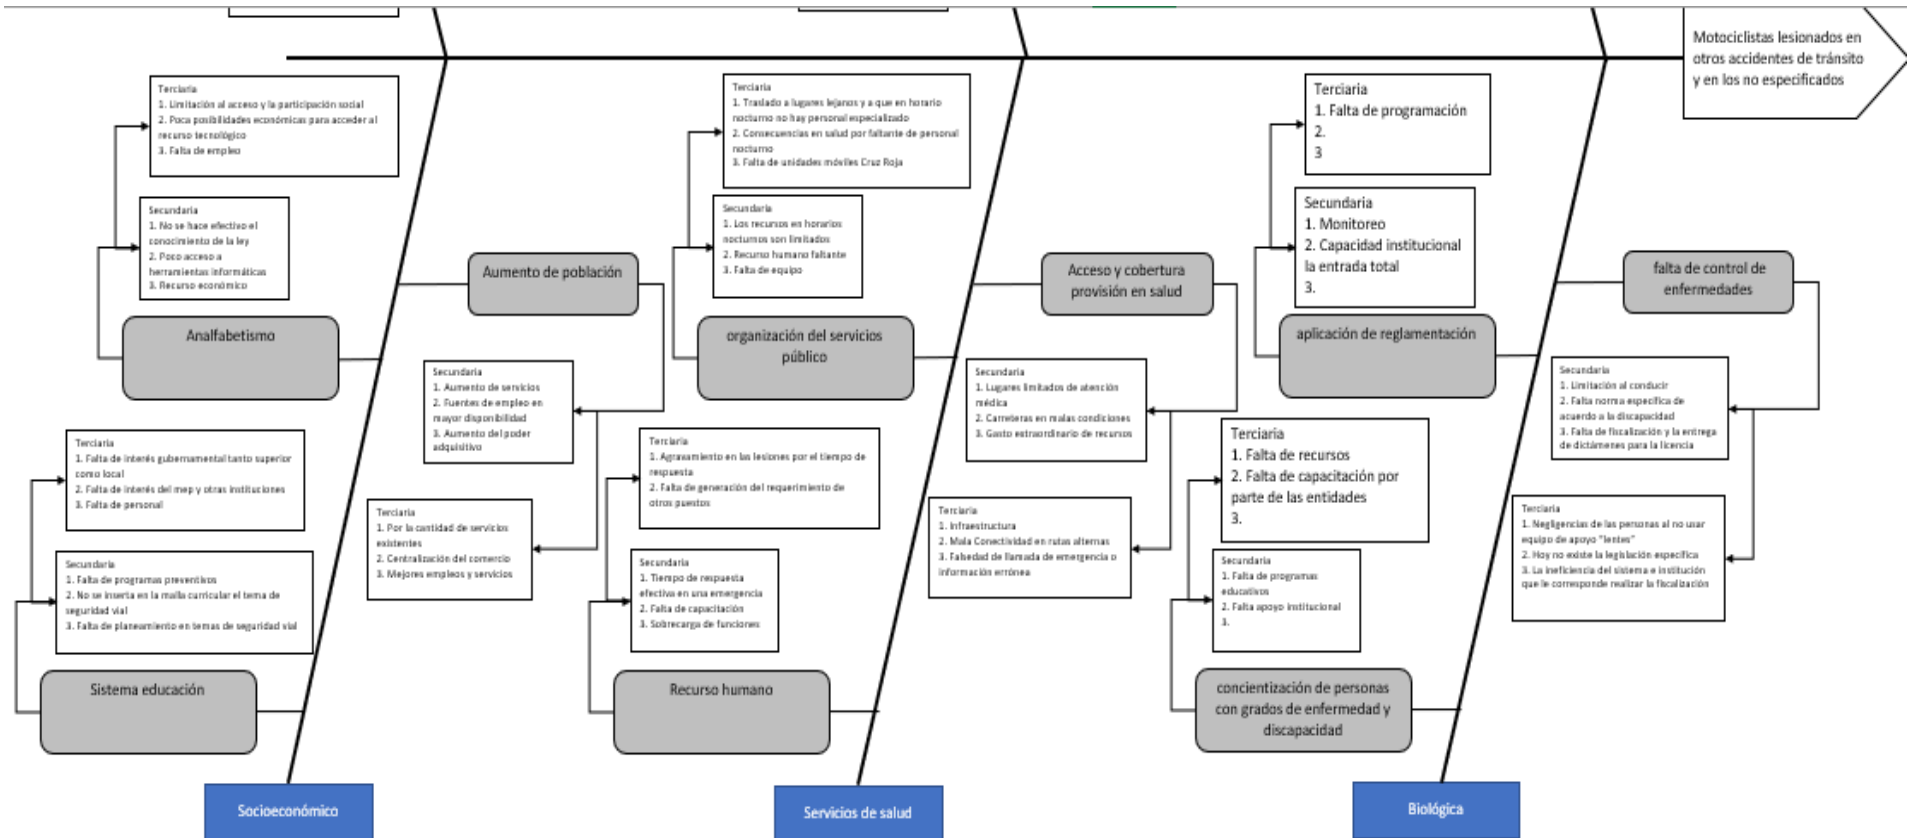 Motociclistas lesionados en
otros accidentes de tránsito
y en los no especificados
Terciaria
1. Limitación al acceso y la participación social
2. Poca posibilidades económicas para acceder al
recurso tecnológico
3. Falta de empleo
Secundaria
1. No se hace efectivo el
conocimiento de la ley
2. Poco acceso a
herramientas informáticas
3. Recurso económico
Analfabetismo
Terciaria
1. Falta de interés gubernamental tanto superior
como local
2. Falta de interés del mep y otras instituciones
3. Falta de personal
Secundaria
1. Falta de programas preventivos
2. No se inserta en la malla curricular el tema de
seguridad vial
3. Falta de planeamiento en temas de seguridad vial
Sistema educación
Aumento de población
Secundaria
1. Aumento de servicios
2. Fuentes de empleo en
mayor disponibilidad
3. Aumento del poder
adquisitivo
Terciaria
1. Por la cantidad de servicios
existentes
2. Centralización del comercio
3. Mejores empleos y servicios
Socioeconómico
Terciaria
1. Traslado a lugares lejanos y a que en horario
nocturno no hay personal especializado
2. Consecuencias en salud por faltante de personal
nocturno
3. Falta de unidades móviles Cruz Roja
Secundaria
1. Los recursos en horarios
nocturnos son limitados
2. Recurso humano faltante
3. Falta de equipo
organización del servicios
público
Terciaria
1. Agravamiento en las lesiones por el tiempo de
respuesta
2. Falta de generación del requerimiento de
otros puestos
Secundaria
1. Tiempo de respuesta
efectiva en una emergencia
2. Falta de capacitación
3. Sobrecarga de funciones
Recurso humano
Acceso y cobertura
provisión en salud
Secundaria
1. Lugares limitados de atención
médica
2. Carreteras en malas condiciones
3. Gasto extraordinario de recursos
Terciaria
1. Infraestructura
2. Mala Conectividad en rutas alternas
3. Falsedad de llamada de emergencia o
información errónea
Servicios de salud
Terciaria
1. Falta de programación
2.
3
Secundaria
1. Monitoreo
2. Capacidad institucional
la entrada total
3.
aplicación de reglamentación
Terciaria
1. Falta de recursos
2. Falta de capacitación por
parte de las entidades
3.
Secundaria
1. Falta de programas
educativos
2. Falta apoyo institucional
3.
concientización de personas
con grados de enfermedad y
discapacidad
falta de control de
enfermedades
Secundaria
1. Limitación al conducir
2. Falta norma específica de
acuerdo a la discapacidad
3. Falta de fiscalización y la entrega
de dictámenes para la licencia
Terciaria
1. Negligencias de las personas al no usar
equipo de apoyo "lentes"
2. Hoy no existe la legislación específica
3. La ineficiencia del sistema e institución
que le corresponde realizar la fiscalización
Biológica